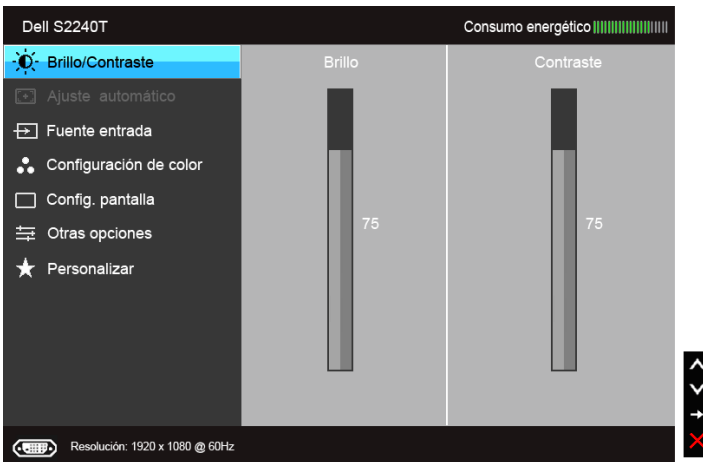 Dell S2240T
Consumo energético
Brillo/Contraste
Ajuste automático
Fuente entrada
Configuración de color
Config. pantalla
Otras opciones
Personalizar
Brillo
75
Contraste
75
Resolución: 1920 x 1080 @ 60Hz